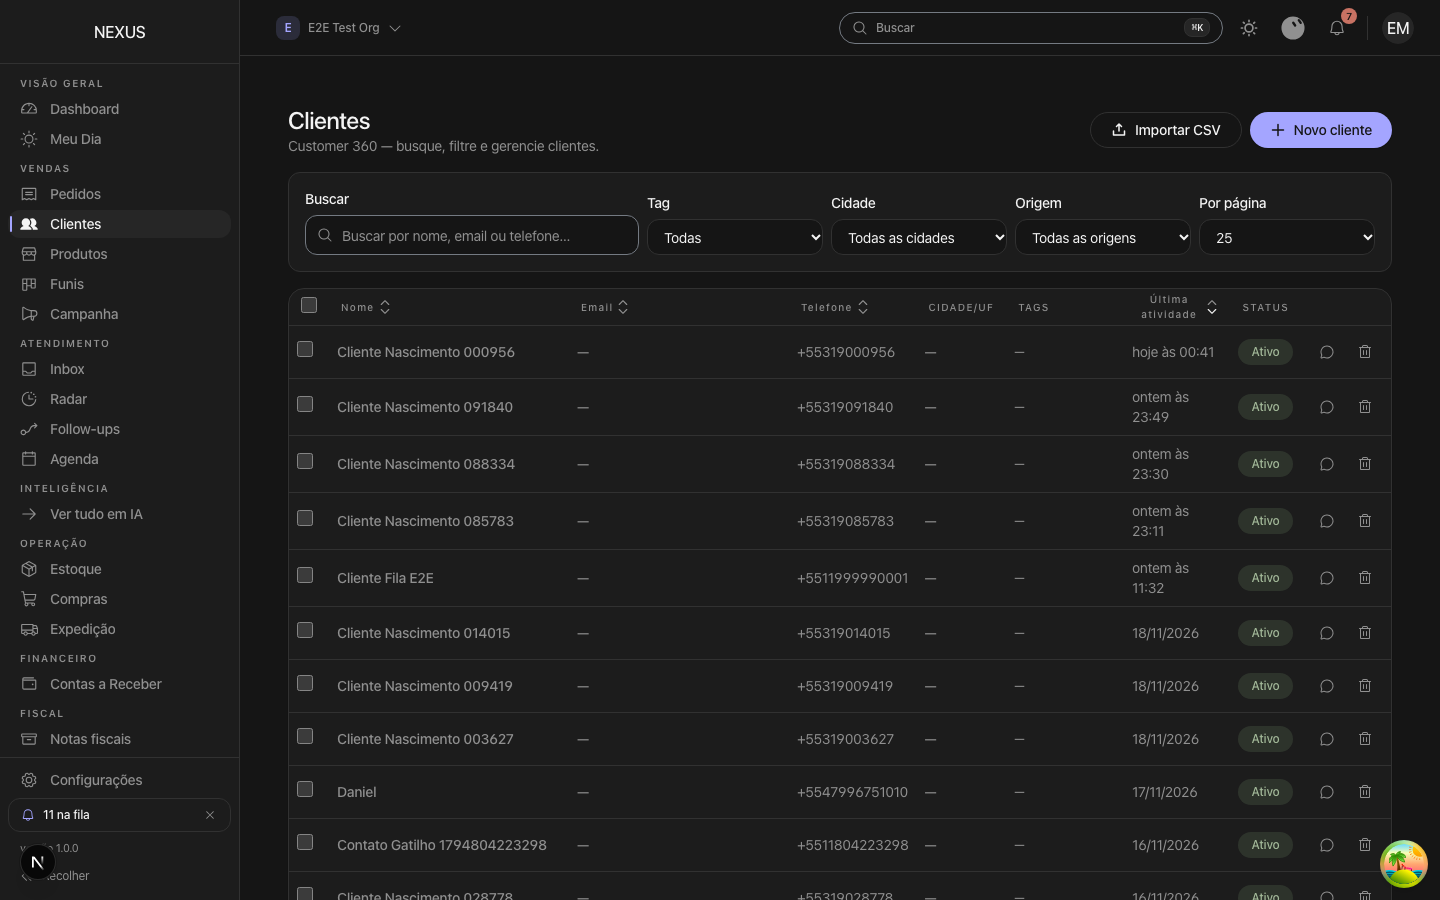 NEXUS
E E2E Test Org
Buscar ⌘K
7
EM
VISÃO GERAL
Dashboard
Meu Dia
VENDAS
Pedidos
Clientes
Produtos
Funis
Campanha
ATENDIMENTO
Inbox
Radar
Follow-ups
Agenda
INTELIGÊNCIA
Ver tudo em IA
OPERAÇÃO
Estoque
Compras
Expedição
FINANCEIRO
Contas a Receber
FISCAL
Notas fiscais
Configurações
11 na fila
1.0.0
N
Clientes
Customer 360 — busque, filtre e gerencie clientes.
Importar CSV
Novo cliente
Buscar Tag Cidade Origem Por página
Buscar por nome, email ou telefone... Todas Todas as cidades Todas as origens 25
Nome Email Telefone CIDADE/UF TAGS Última atividade STATUS
Cliente Nascimento 000956 — +55319000956 — — hoje às 00:41 Ativo
Cliente Nascimento 091840 — +55319091840 — — ontem às 23:49 Ativo
Cliente Nascimento 088334 — +55319088334 — — ontem às 23:30 Ativo
Cliente Nascimento 085783 — +55319085783 — — ontem às 23:11 Ativo
Cliente Fila E2E — +5511999990001 — — ontem às 11:32 Ativo
Cliente Nascimento 014015 — +55319014015 — — 18/11/2026 Ativo
Cliente Nascimento 009419 — +55319009419 — — 18/11/2026 Ativo
Cliente Nascimento 003627 — +55319003627 — — 18/11/2026 Ativo
Daniel — +5547996751010 — — 17/11/2026 Ativo
Contato Gatilho 1794804223298 — +5511804223298 — — 16/11/2026 Ativo
Cliente Nascimento 028778 — +55319028778 — — 16/11/2026 Ativo